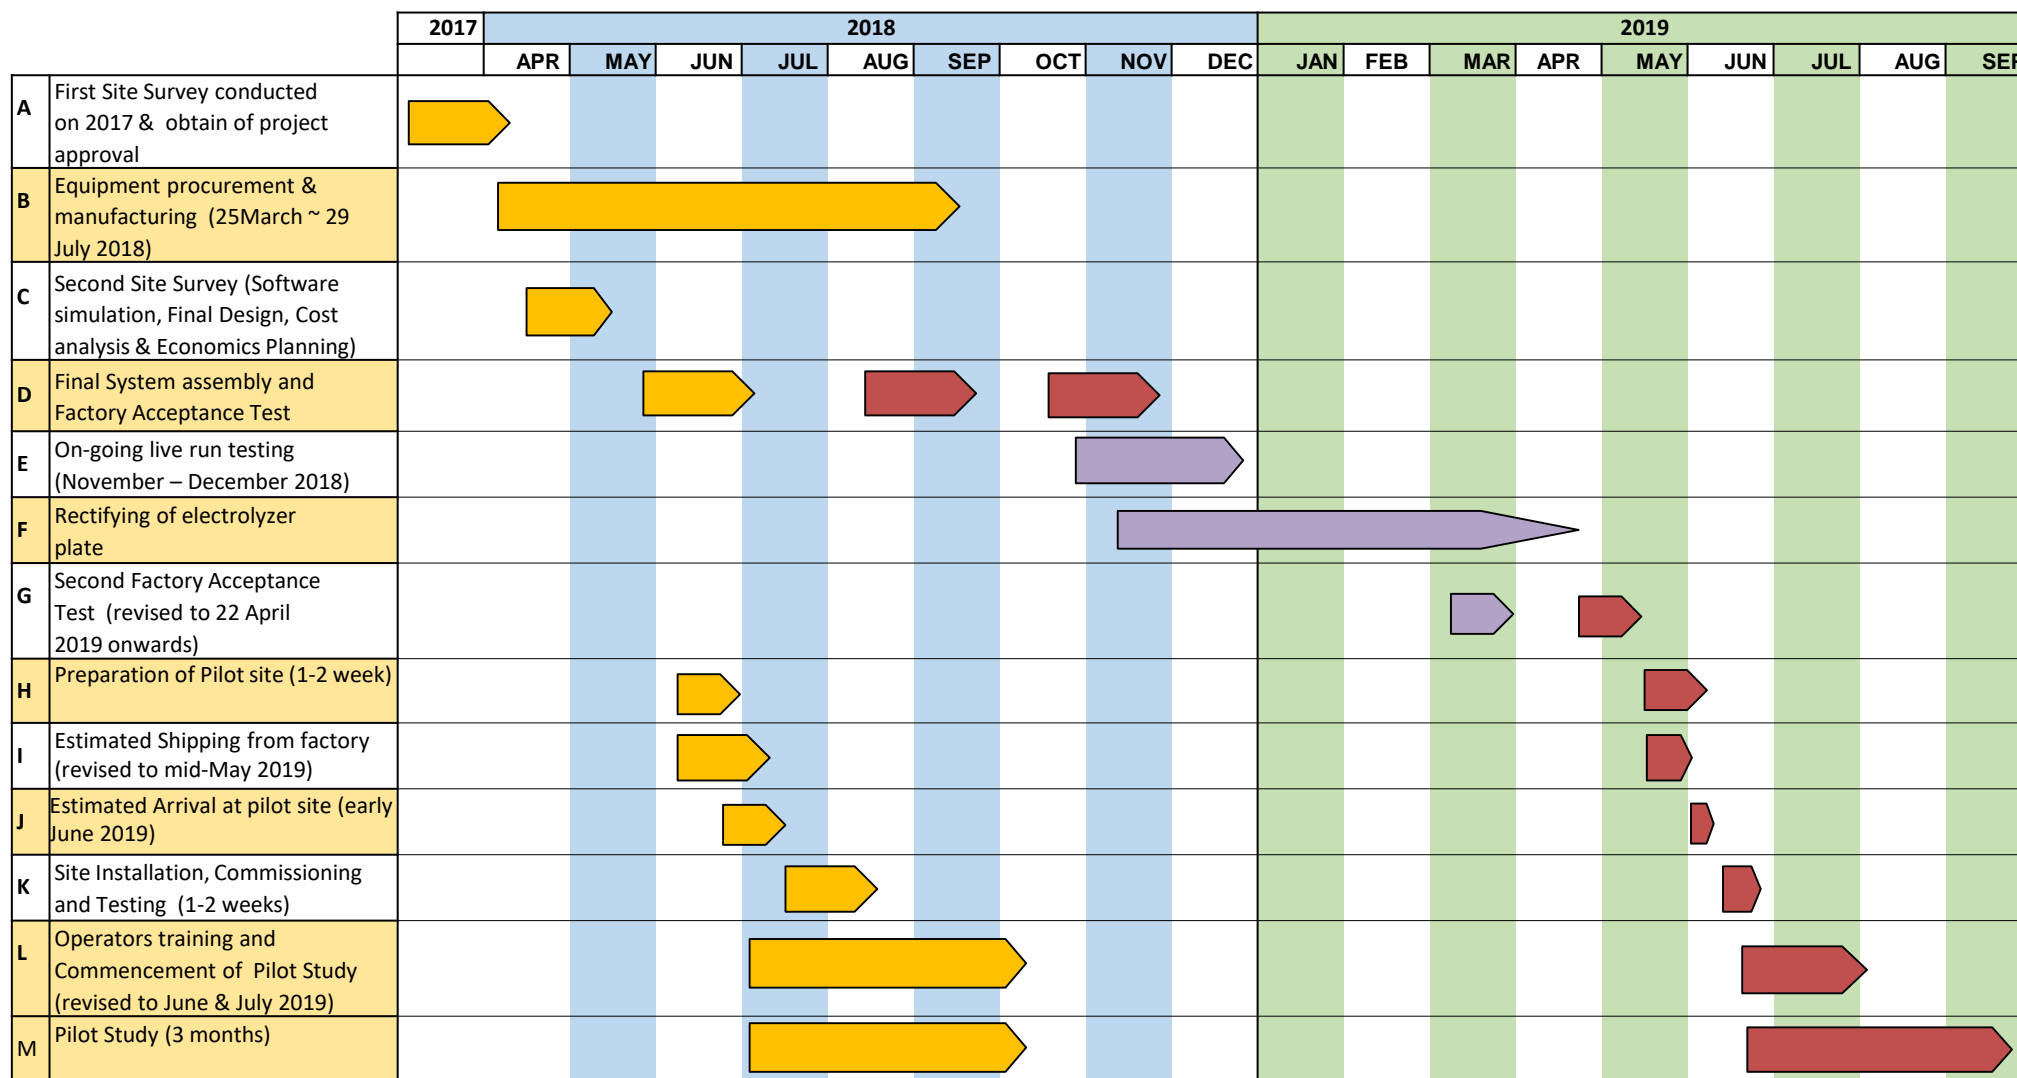 2017 2018 2019
APR MAY JUN JUL AUG SEP OCT NOV DEC JAN FEB MAR APR MAY JUN JUL AUG SEP
A First Site Survey conducted
on 2017 & obtain of project
approval
B Equipment procurement &
manufacturing (25March ~ 29
July 2018)
C Second Site Survey (Software
simulation, Final Design, Cost
analysis & Economics Planning)
D Final System assembly and
Factory Acceptance Test
E On-going live run testing
(November – December 2018)
F Rectifying of electrolyzer
plate
G Second Factory Acceptance
Test (revised to 22 April
2019 onwards)
H Preparation of Pilot site (1-2 week)
I Estimated Shipping from factory
(revised to mid-May 2019)
J Estimated Arrival at pilot site (early
June 2019)
K Site Installation, Commissioning
and Testing (1-2 weeks)
L Operators training and
Commencement of Pilot Study
(revised to June & July 2019)
M Pilot Study (3 months)